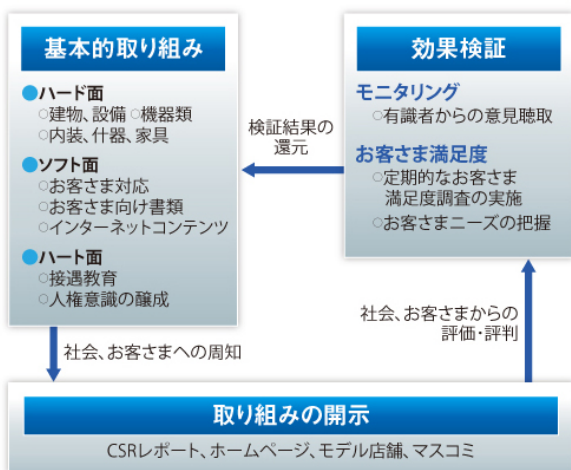 基本的取り組み
●ハード面
○建物、設備 ○機器類
○内装、什器、家具
●ソフト面
○お客さま対応
○お客さま向け書類
○インターネットコンテンツ
●ハート面
○接遇教育
○人権意識の醸成
検証結果の
還元
効果検証
モニタリング
○有識者からの意見聴取
お客さま満足度
○定期的なお客さま
満足度調査の実施
○お客さまニーズの把握
社会、お客さまへの周知
社会、お客さまからの
評価・評判
取り組みの開示
CSRレポート、ホームページ、モデル店舗、マスコミ